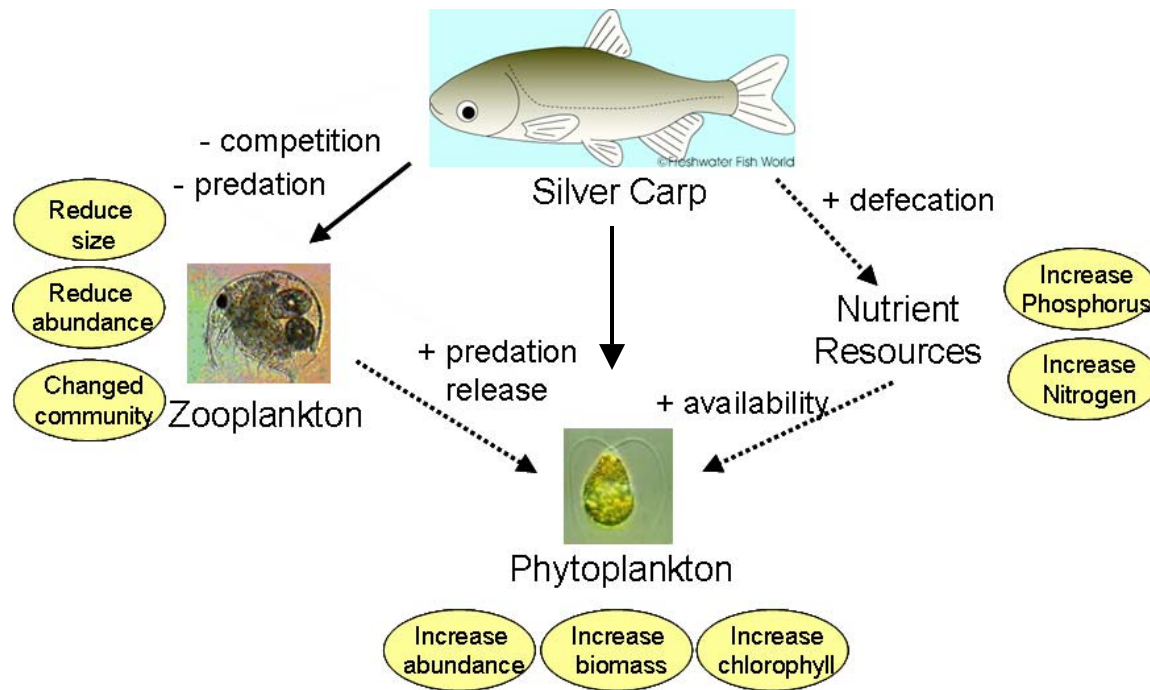 ©Freshwater Fish World
Silver Carp
- competition
- predation
+ defecation
Reduce
size
Reduce
abundance
Changed
community
Zooplankton
+ predation
release
Nutrient
Resources
+ availability
Increase
Phosphorus
Increase
Nitrogen
Phytoplankton
Increase
abundance
Increase
biomass
Increase
chlorophyll